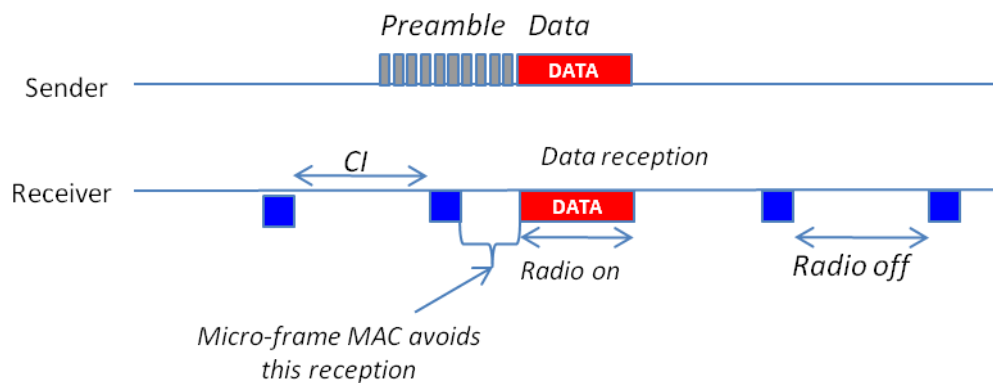 Preamble Data
DATA
Sender
CI
Data reception
Receiver
DATA
Radio on
Radio off
Micro-frame MAC avoids
this reception